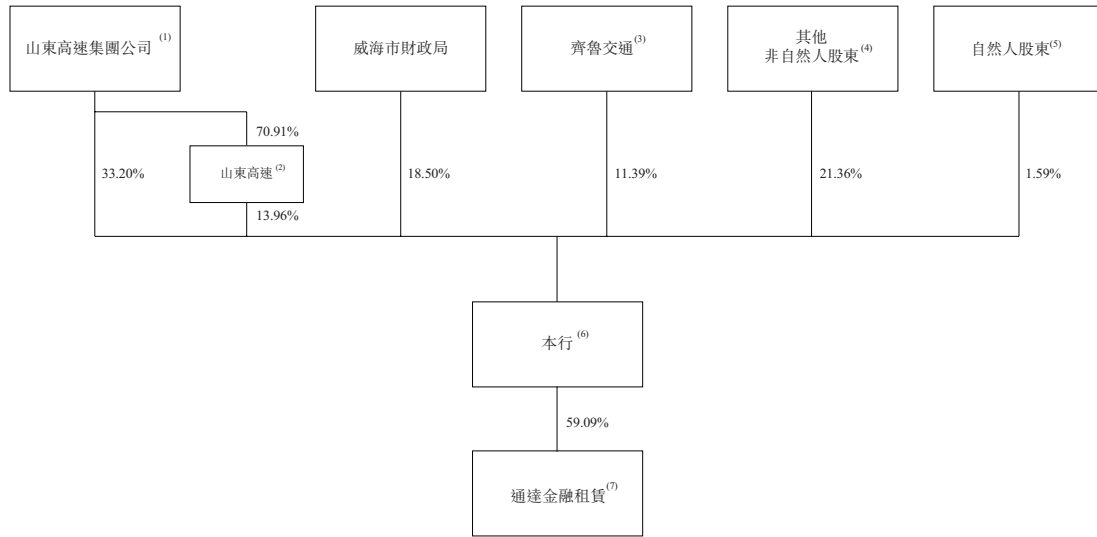 山東高速集團公司 (1)
威海市財政局
齊魯交通(3)
其他
非自然人股東(4)
自然人股東(5)
70.91%
33.20%
山東高速 (2)
18.50%
11.39%
21.36%
1.59%
13.96%
本行 (6)
59.09%
通達金融租賃(7)